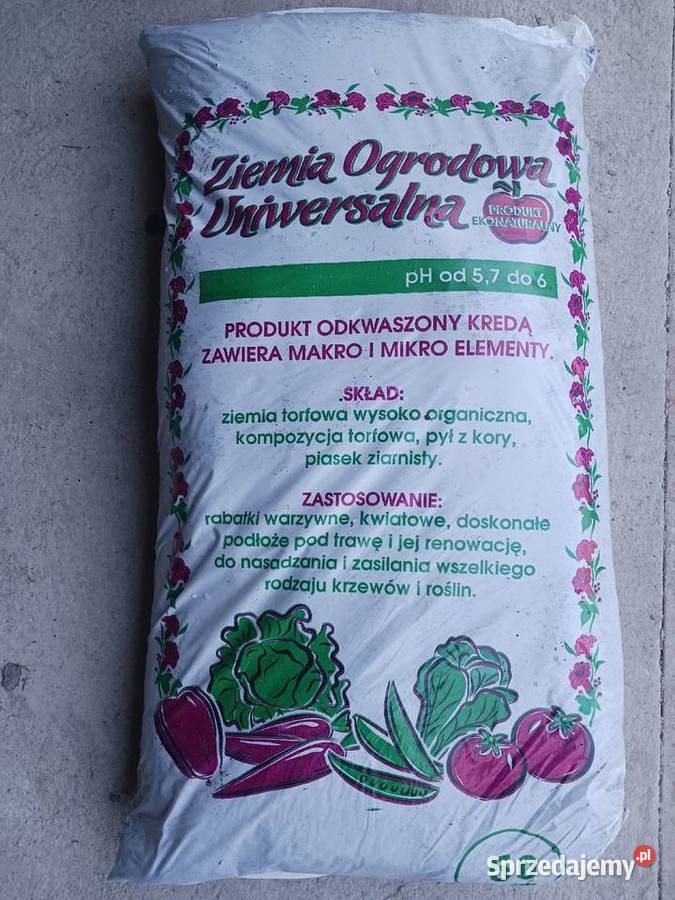 Ziemia Ogrodowa
Uniwersalna
PRODUKT
EKONATURALNY
pH od 5,7 do 6
PRODUKT ODKWASZONY KREDĄ
ZAWIERA MAKRO I MIKRO ELEMENTY.
.SKŁAD:
ziemia torfowa wysoko organiczna,
kompozycja torfowa, pył z kory,
piasek ziarnisty.
ZASTOSOWANIE:
rabatki warzywne, kwiatowe, doskonałe
podłoże pod trawę i jej renowację,
do nasadzania i zasilania wszelkiego
rodzaju krzewów i roślin.
Sprzedajemy.pl